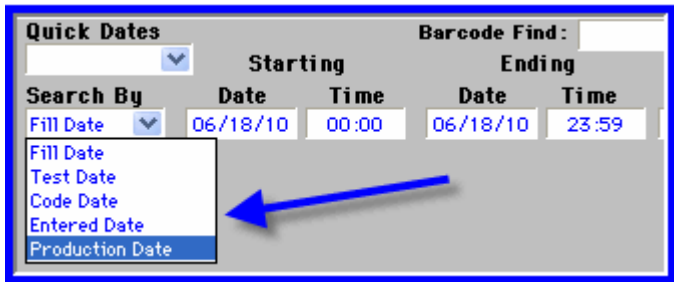 Quick Dates Barcode Find:
Starting Ending
Search By Date Time Date Time
Fill Date 06/18/10 00:00 06/18/10 23:59
Fill Date
Test Date
Code Date
Entered Date
Production Date